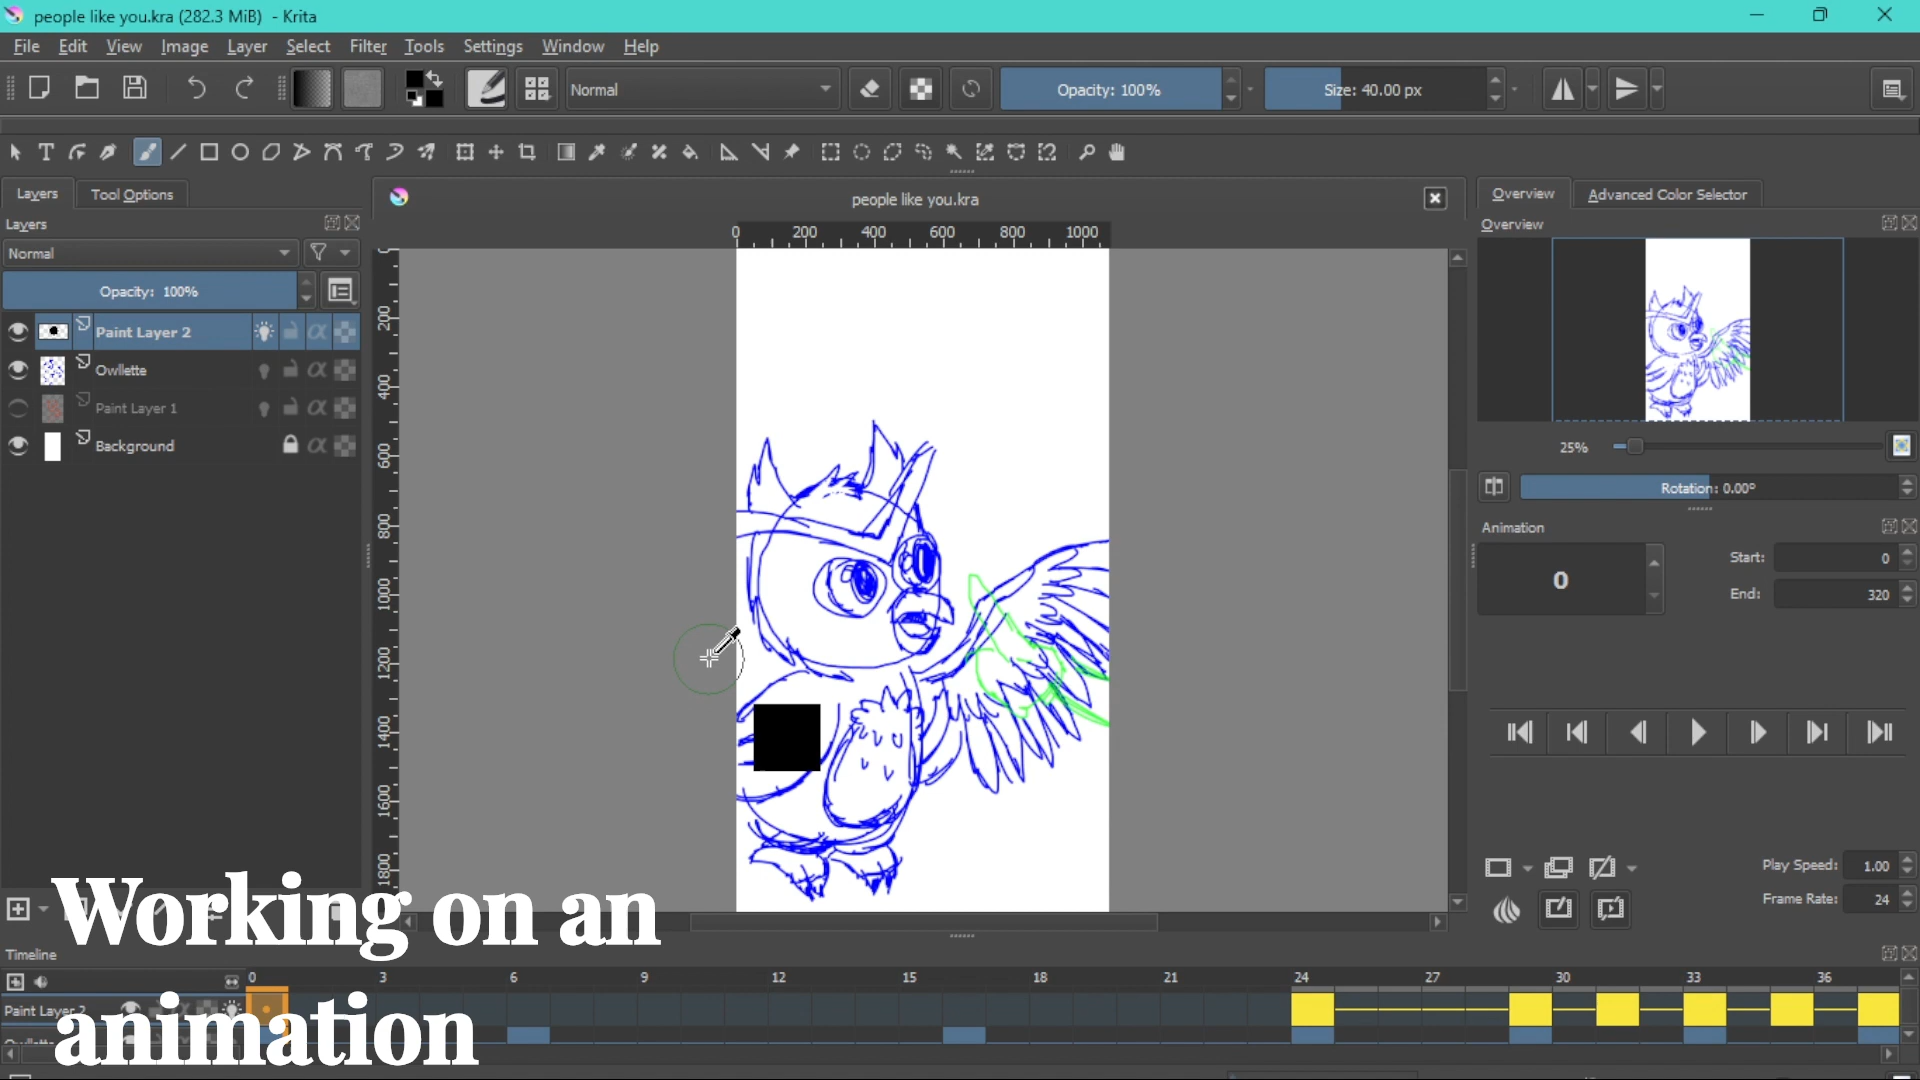 people like you.kra (282.3 MiB) - Krita
File Edit View Image Layer Select Filter Tools Settings Window Help
Normal Opacity: 100% Size: 40.00 px
Layers Tool Options people like you.kra Overview Advanced Color Selector
Layers Overview
0 200 400 600 800 1000
Normal
Opacity: 100%
Paint Layer 2
Owllette
Paint Layer 1
Background
200
400
600
800
1000
1200
1400
1600
1800
25%
Rotation: 0.00°
Animation
0
Start: 0
End: 320
Play Speed: 1.00
Frame Rate: 24
Working on an
animation
Timeline
0 3 6 9 12 15 18 21 24 27 30 33 36
Paint Layer 2